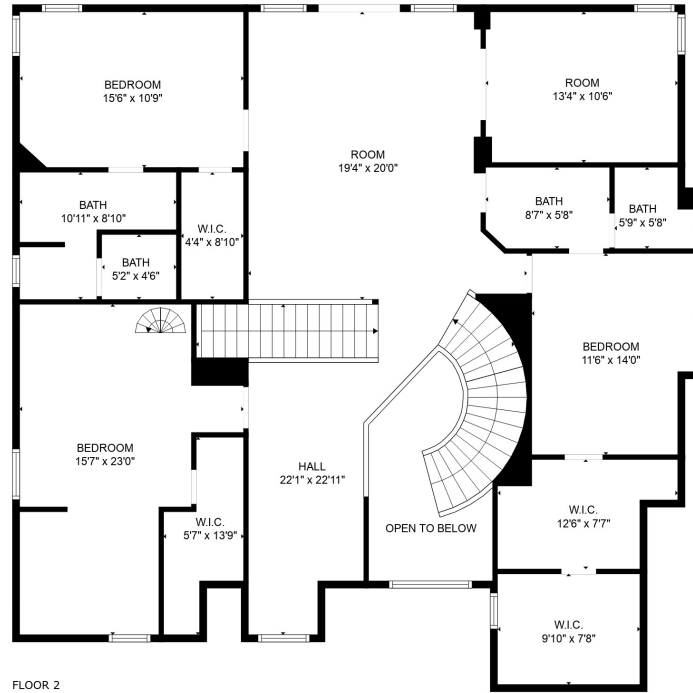 BEDROOM
15'6" x 10'9"
ROOM
19'4" x 20'0"
ROOM
13'4" x 10'6"
BATH
10'11" x 8'10"
W.I.C.
4'4" x 8'10"
BATH
5'2" x 4'6"
BATH
8'7" x 5'8"
BATH
5'9" x 5'8"
BEDROOM
11'6" x 14'0"
BEDROOM
15'7" x 23'0"
HALL
22'1" x 22'11"
W.I.C.
5'7" x 13'9"
OPEN TO BELOW
W.I.C.
12'6" x 7'7"
W.I.C.
9'10" x 7'8"
FLOOR 2